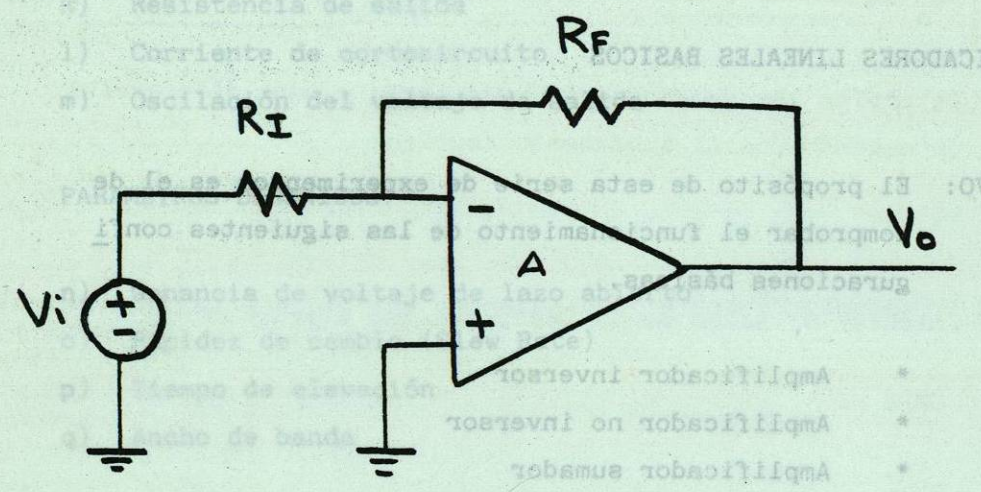 k) Resistencia de salida
RF
l) Corriente de cortocircuito
ICADORES LINEALES BASICOS
m) Oscilación del voltaje de salida
RI
VO: El propósito de esta serie de experimentos es el de
comprobar el funcionamiento de las siguientes confi
guraciones básicas.
-
A
+
Vo
Vi
+
-
n) Ganancia de voltaje de lazo abierto
o) Rapidez de cambio (Slew Rate)
p) Tiempo de elevación
q) Ancho de banda
* Amplificador inversor
* Amplificador no inversor
* Amplificador sumador